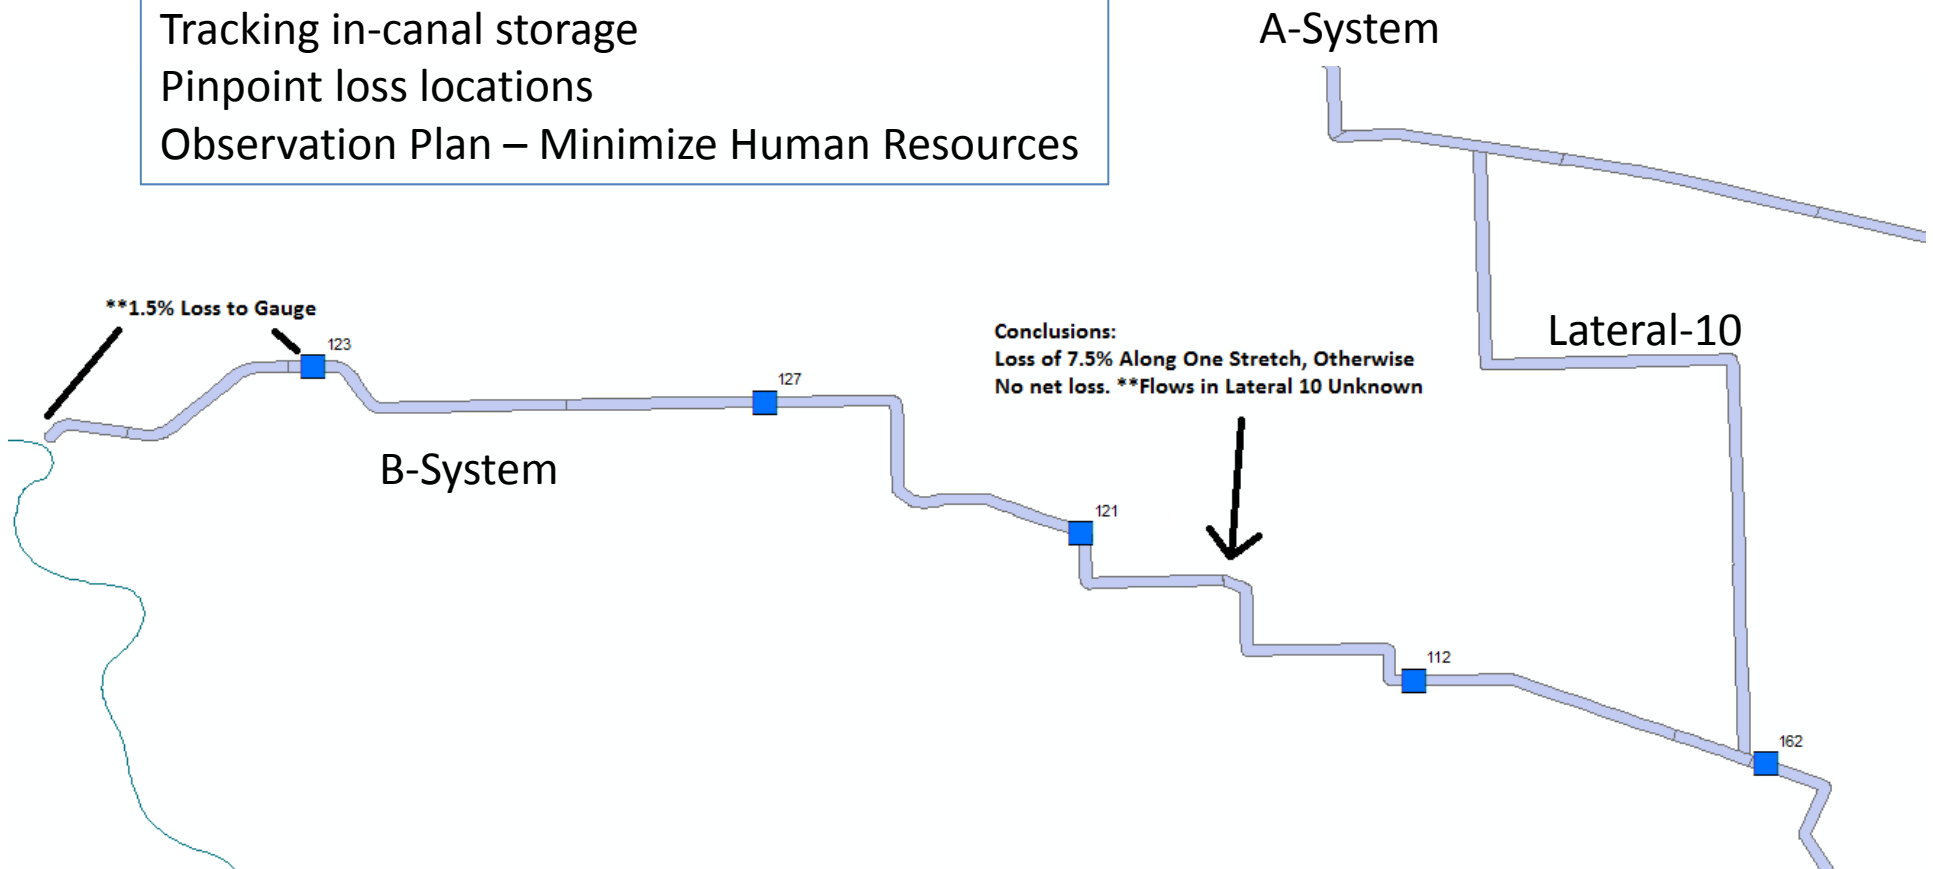 Tracking in-canal storage
Pinpoint loss locations
Observation Plan – Minimize Human Resources
A-System
**1.5% Loss to Gauge
123
127
Conclusions:
Loss of 7.5% Along One Stretch, Otherwise
No net loss. **Flows in Lateral 10 Unknown
Lateral-10
B-System
121
112
162